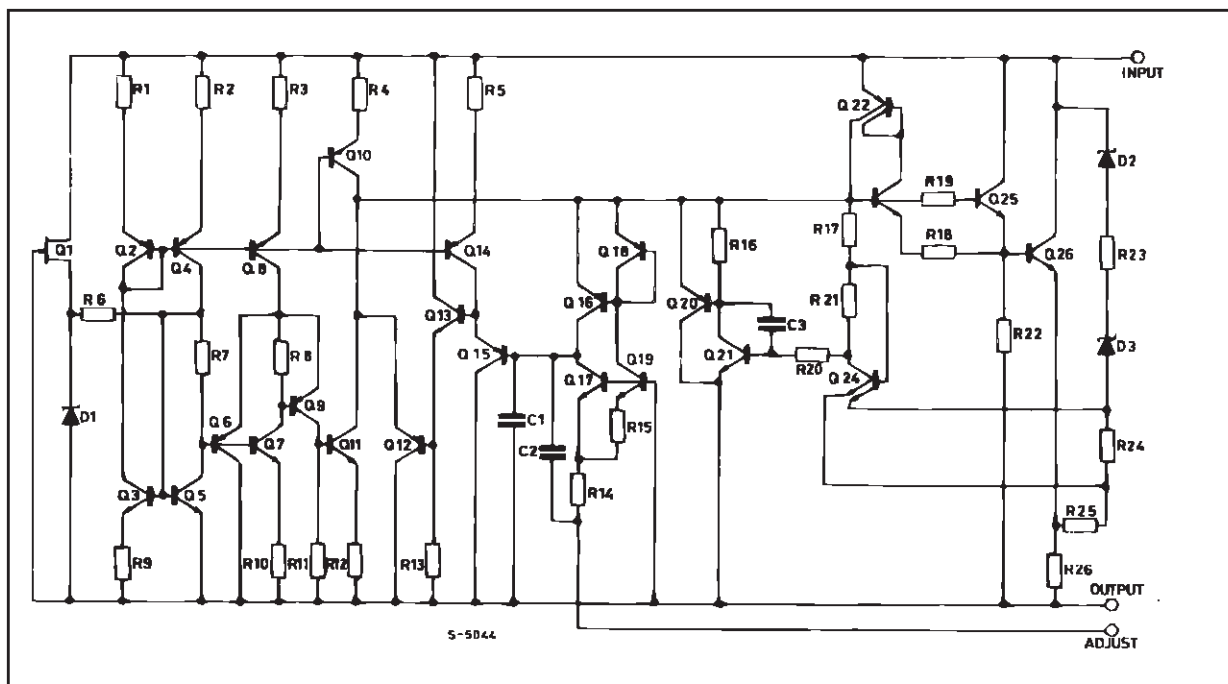 INPUT
R1
R2
R3
R4
R5
Q22
Q10
D2
R19
Q25
Q1
Q2
Q4
Q8
Q14
Q18
R16
R17
R18
Q26
R23
R6
Q13
Q16
Q20
R21
C3
R22
D3
R7
R8
Q15
Q19
Q21
R20
Q24
Q17
D1
Q6
Q9
C1
R15
Q7
Q11
Q12
C2
R24
Q3
Q5
R14
R25
R9
R10
R11
R12
R13
R26
OUTPUT
S-5044
ADJUST